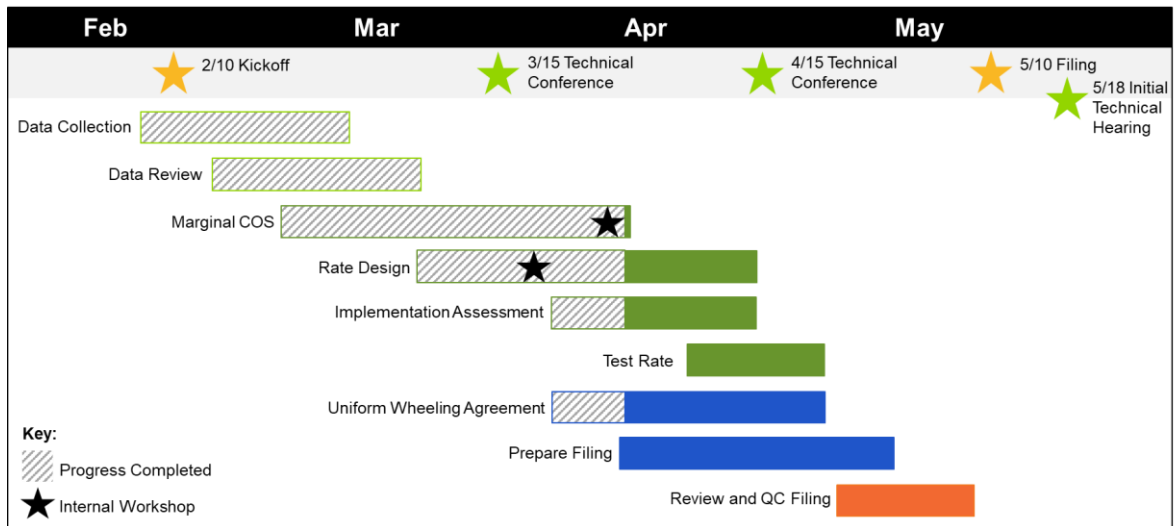 Feb Mar Apr May
2/10 Kickoff
3/15 Technical
Conference
4/15 Technical
Conference
5/10 Filing
5/18 Initial
Technical
Hearing
Data Collection
Data Review
Marginal COS
Rate Design
Implementation Assessment
Test Rate
Uniform Wheeling Agreement
Prepare Filing
Review and QC Filing
Key:
Progress Completed
Internal Workshop